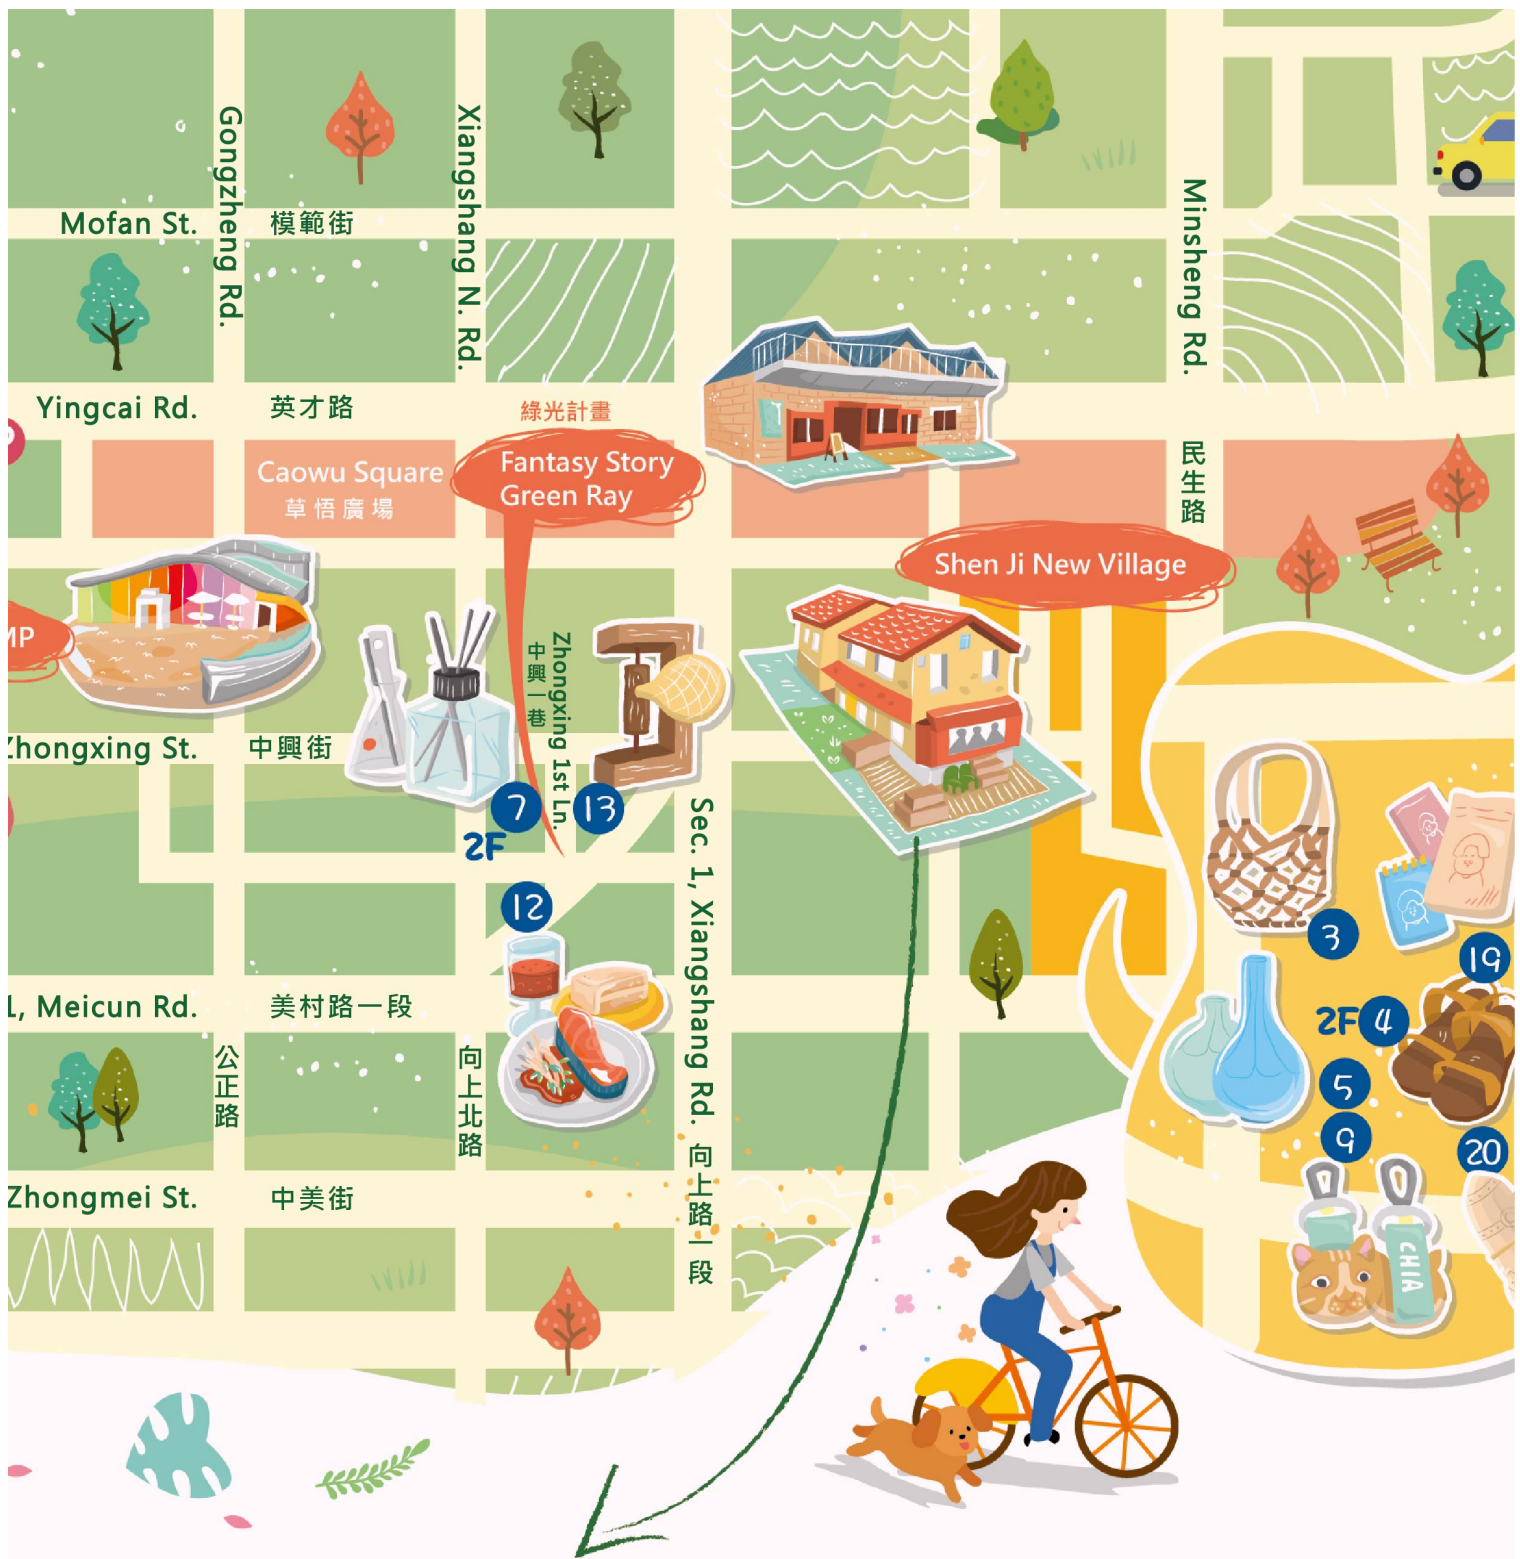 Gongzheng Rd.
Xiangshang N. Rd.
Minsheng Rd.
Mofan St.
模範街
Yingcai Rd.
英才路
綠光計畫
Caowu Square
草悟廣場
Fantasy Story
Green Ray
民生路
Shen Ji New Village
MP
中興一巷
Zhongxing 1st Ln.
Zhongxing St.
中興街
7
2F
13
12
Sec. 1, Xiangshang Rd.
向上路一段
3
19
2F 4
5
9
20
CHIA
1, Meicun Rd.
美村路一段
公正路
向上北路
Zhongmei St.
中美街